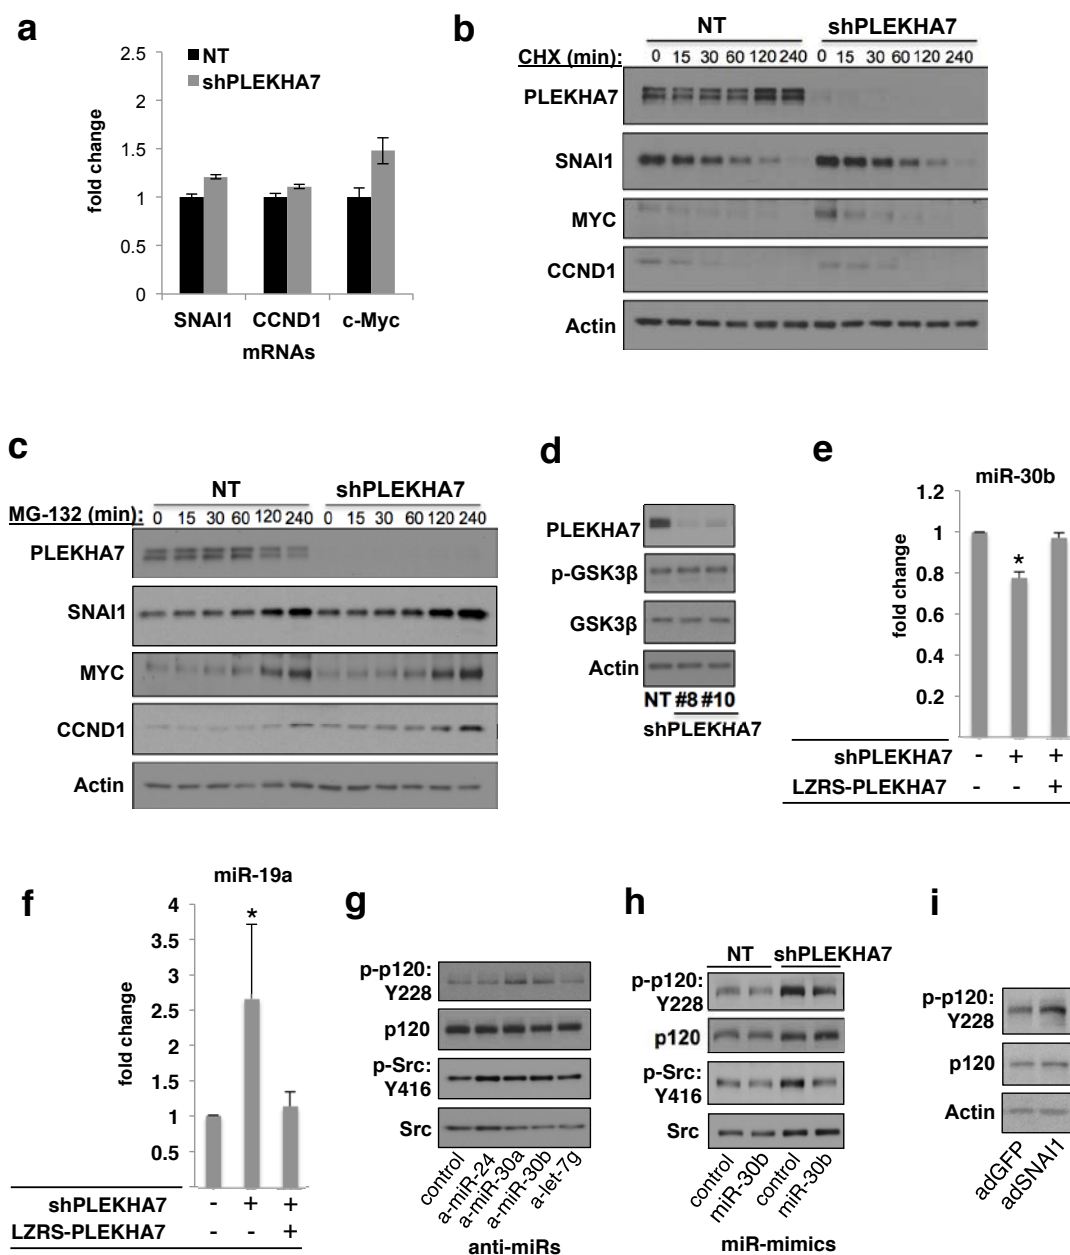 a
2.5
2
1.5
1
0.5
0
fold change
NT
shPLEKHA7
SNAI1 CCND1 c-Myc
mRNAs
b
NT shPLEKHA7
CHX (min): 0 15 30 60 120 240 0 15 30 60 120 240
PLEKHA7
SNAI1
MYC
CCND1
Actin
c
NT shPLEKHA7
MG-132 (min): 0 15 30 60 120 240 0 15 30 60 120 240
PLEKHA7
SNAI1
MYC
CCND1
Actin
d
PLEKHA7
p-GSK3β
GSK3β
Actin
NT #8 #10
shPLEKHA7
e
miR-30b
1.2
1
0.8
0.6
0.4
0.2
fold change
*
shPLEKHA7 - + +
LZRS-PLEKHA7 - - +
f
miR-19a
4
3.5
3
2.5
2
1.5
1
0.5
fold change
*
shPLEKHA7 - + +
LZRS-PLEKHA7 - - +
g
p-p120:
Y228
p120
p-Src:
Y416
Src
control
a-miR-24
a-miR-30a
a-miR-30b
a-let-7g
anti-miRs
h
NT shPLEKHA7
p-p120:
Y228
p120
p-Src:
Y416
Src
control
miR-30b
control
miR-30b
miR-mimics
i
p-p120:
Y228
p120
Actin
adGFP
adSNAI1